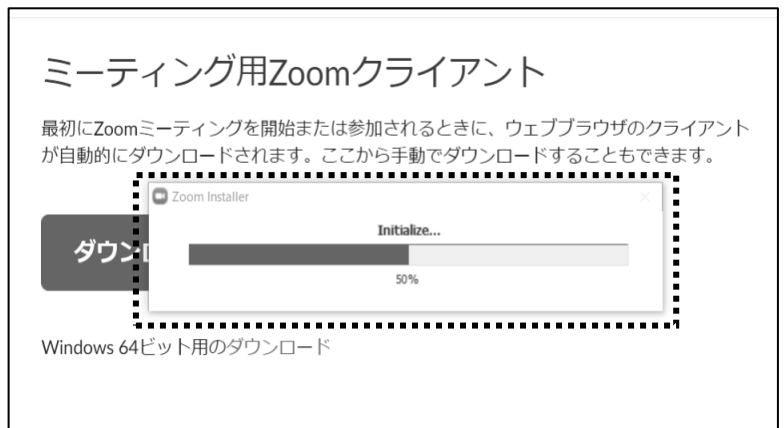 ミーティング用Zoomクライアント
最初にZoomミーティングを開始または参加されるときに、ウェブブラウザのクライアント
が自動的にダウンロードされます。ここから手動でダウンロードすることもできます。
Zoom Installer
Initialize...
ダウンロ
50%
Windows 64ビット用のダウンロード